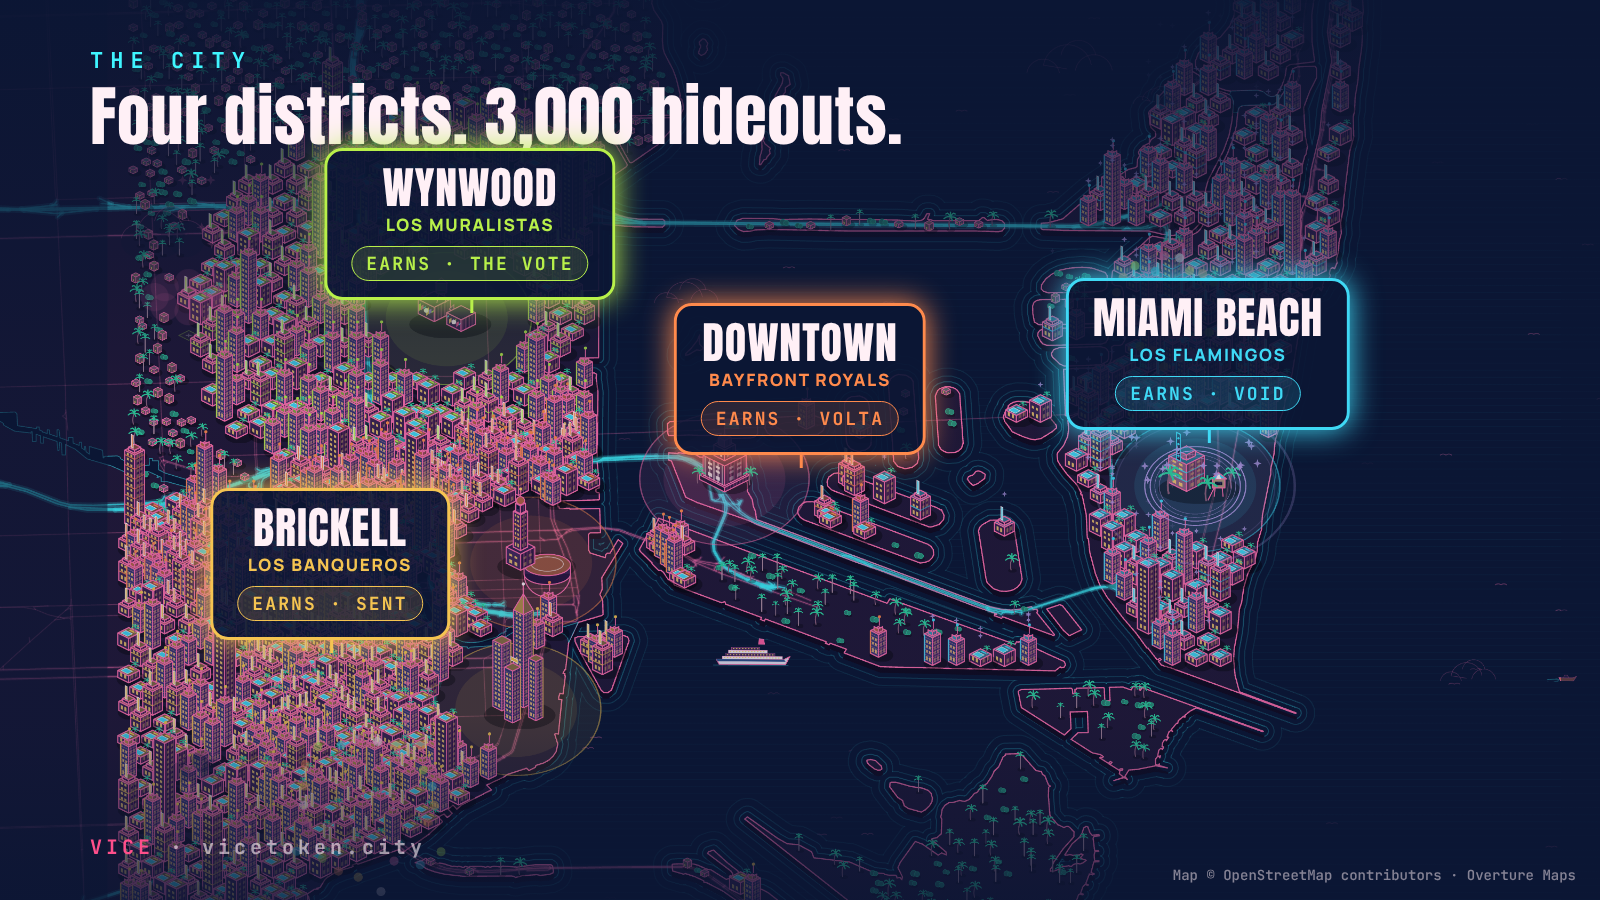 THE CITY
Four districts. 3,000 hideouts.
WYNWOOD
LOS MURALISTAS
EARNS · THE VOTE
DOWNTOWN
BAYFRONT ROYALS
EARNS · VOLTA
MIAMI BEACH
LOS FLAMINGOS
EARNS · VOID
BRICKELL
LOS BANQUEROS
EARNS · SENT
VICE · vicetoken.city
Map © OpenStreetMap contributors · Overture Maps